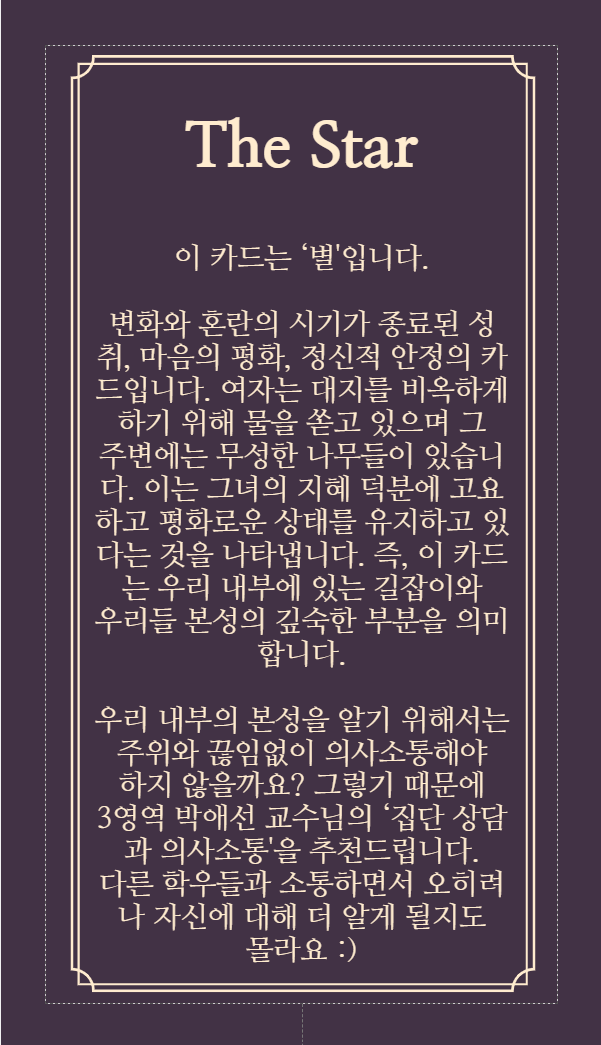 The Star
이 카드는 ‘별'입니다.
변화와 혼란의 시기가 종료된 성
취, 마음의 평화, 정신적 안정의 카
드입니다. 여자는 대지를 비옥하게
하기 위해 물을 쏟고 있으며 그
주변에는 무성한 나무들이 있습니
다. 이는 그녀의 지혜 덕분에 고요
하고 평화로운 상태를 유지하고 있
다는 것을 나타냅니다. 즉, 이 카드
는 우리 내부에 있는 길잡이와
우리들 본성의 깊숙한 부분을 의미
합니다.
우리 내부의 본성을 알기 위해서는
주위와 끊임없이 의사소통해야
하지 않을까요? 그렇기 때문에
3영역 박애선 교수님의 ‘집단 상담
과 의사소통'을 추천드립니다.
다른 학우들과 소통하면서 오히려
나 자신에 대해 더 알게 될지도
몰라요 :)